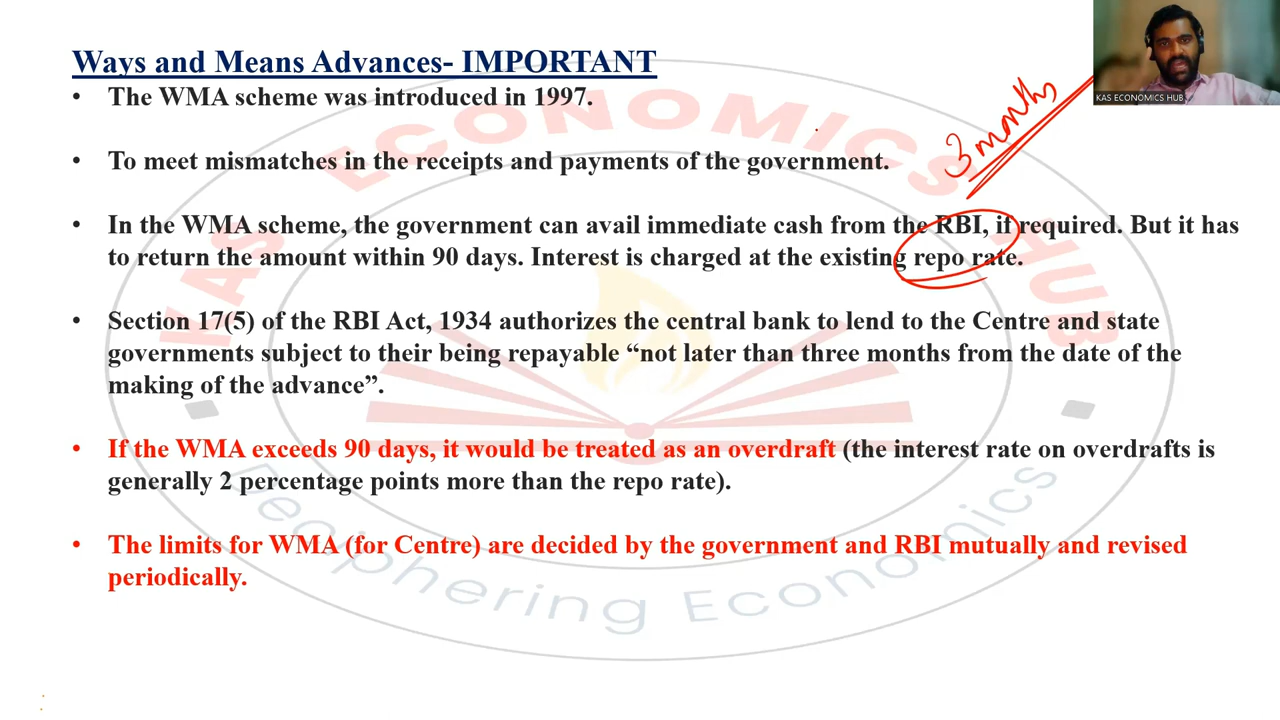 Ways and Means Advances- IMPORTANT
• The WMA scheme was introduced in 1997.
• To meet mismatches in the receipts and payments of the government.
3 months
• In the WMA scheme, the government can avail immediate cash from the RBI, if required. But it has
to return the amount within 90 days. Interest is charged at the existing repo rate.
• Section 17(5) of the RBI Act, 1934 authorizes the central bank to lend to the Centre and state
governments subject to their being repayable “not later than three months from the date of the
making of the advance”.
• If the WMA exceeds 90 days, it would be treated as an overdraft (the interest rate on overdrafts is
generally 2 percentage points more than the repo rate).
• The limits for WMA (for Centre) are decided by the government and RBI mutually and revised
periodically.
KAS ECONOMICS HUB
KAS ECONOMICS HUB
Deciphering Economics